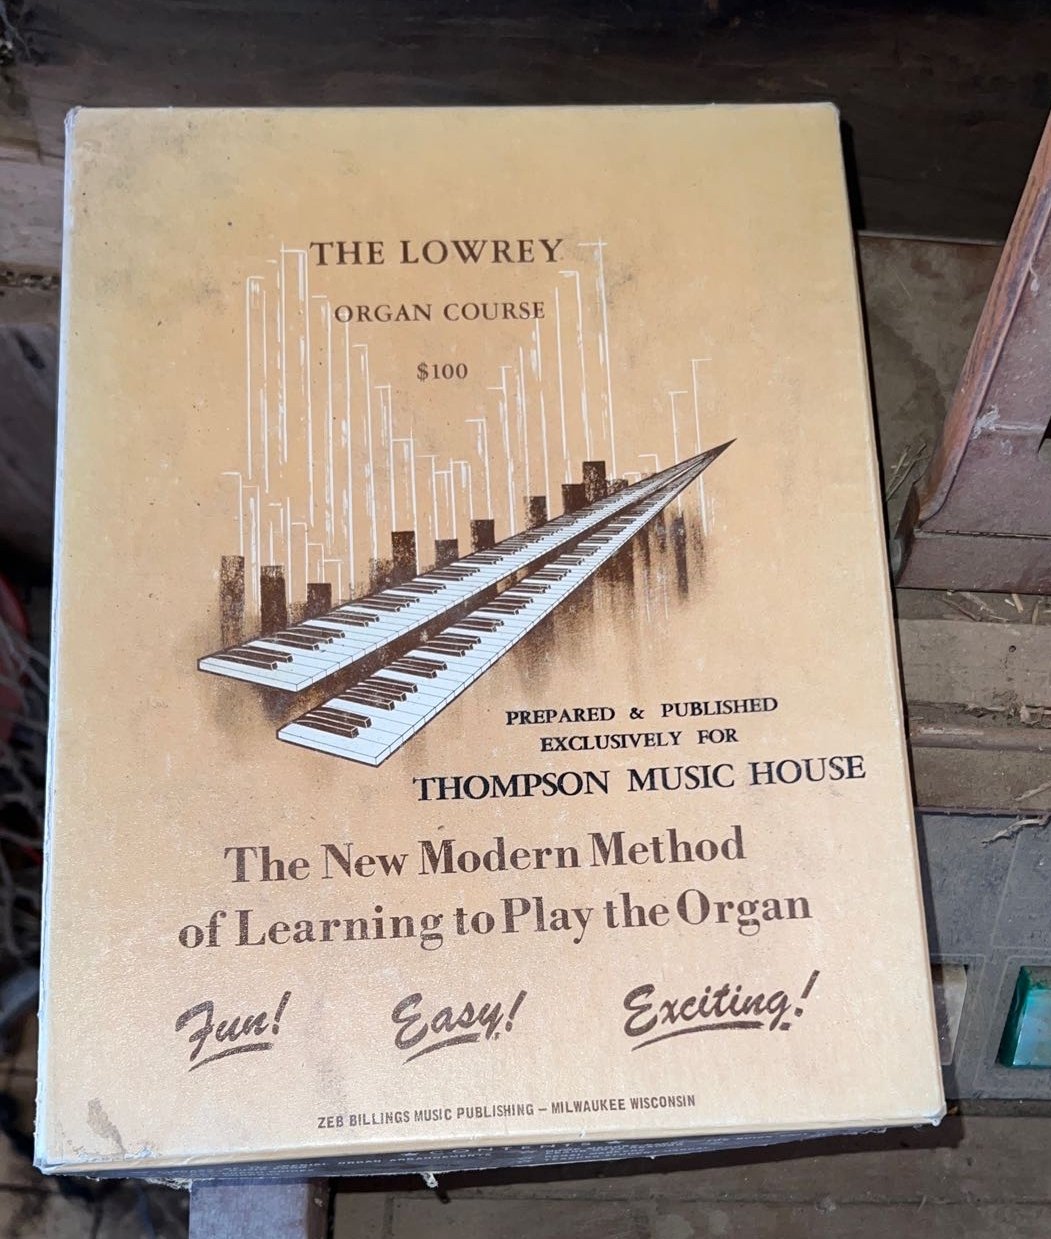 THE LOWREY
ORGAN COURSE
$100
PREPARED & PUBLISHED
EXCLUSIVELY FOR
THOMPSON MUSIC HOUSE
The New Modern Method
of Learning to Play the Organ
Fun! Easy! Exciting!
ZEB BILLINGS MUSIC PUBLISHING – MILWAUKEE WISCONSIN
★ CONTENTS ★